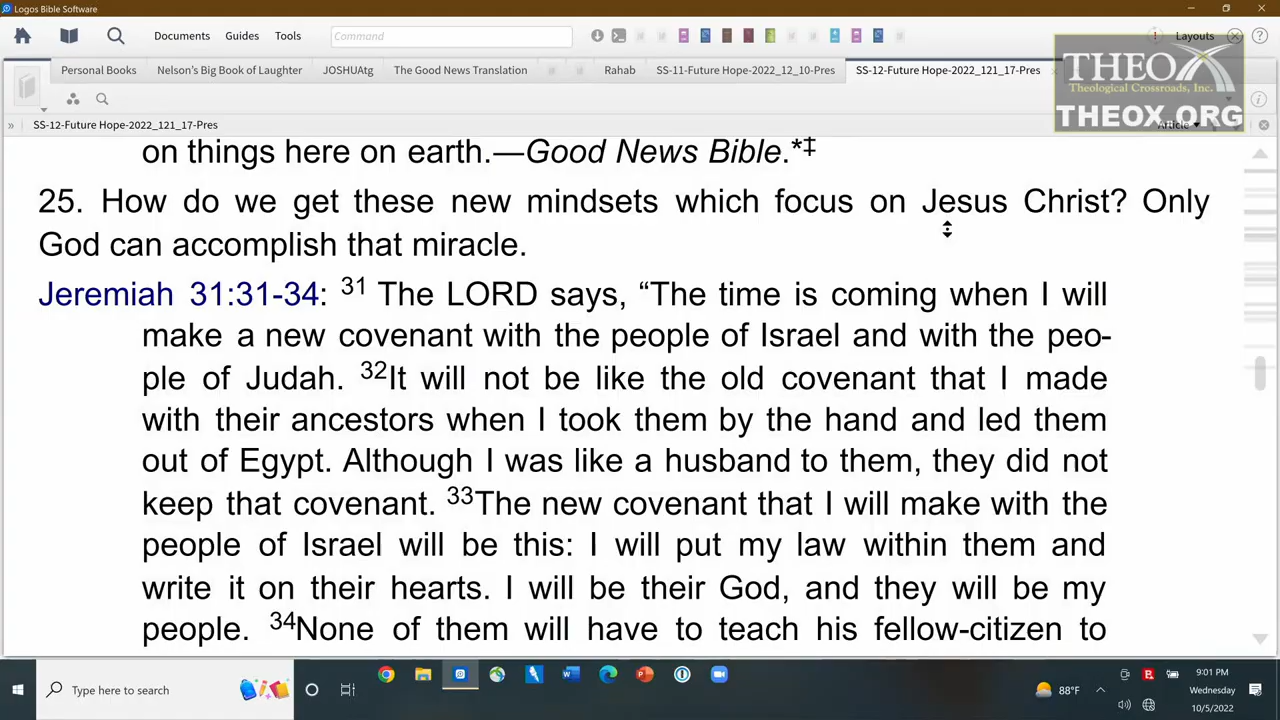 Logos Bible Software
Documents Guides Tools Command Layouts
Personal Books Nelson's Big Book of Laughter JOSHUAtg The Good News Translation Rahab SS-11-Future Hope-2022_12_10-Pres SS-12-Future Hope-2022_121_17-Pres
THEOX
Theological Crossroads, Inc.
THEOX.ORG
SS-12-Future Hope-2022_121_17-Pres Article
on things here on earth.—Good News Bible.*‡
25. How do we get these new mindsets which focus on Jesus Christ? Only
God can accomplish that miracle.
Jeremiah 31:31-34: 31 The LORD says, “The time is coming when I will
make a new covenant with the people of Israel and with the peo-
ple of Judah. 32It will not be like the old covenant that I made
with their ancestors when I took them by the hand and led them
out of Egypt. Although I was like a husband to them, they did not
keep that covenant. 33The new covenant that I will make with the
people of Israel will be this: I will put my law within them and
write it on their hearts. I will be their God, and they will be my
people. 34None of them will have to teach his fellow-citizen to
Type here to search
88°F
9:01 PM
Wednesday
10/5/2022